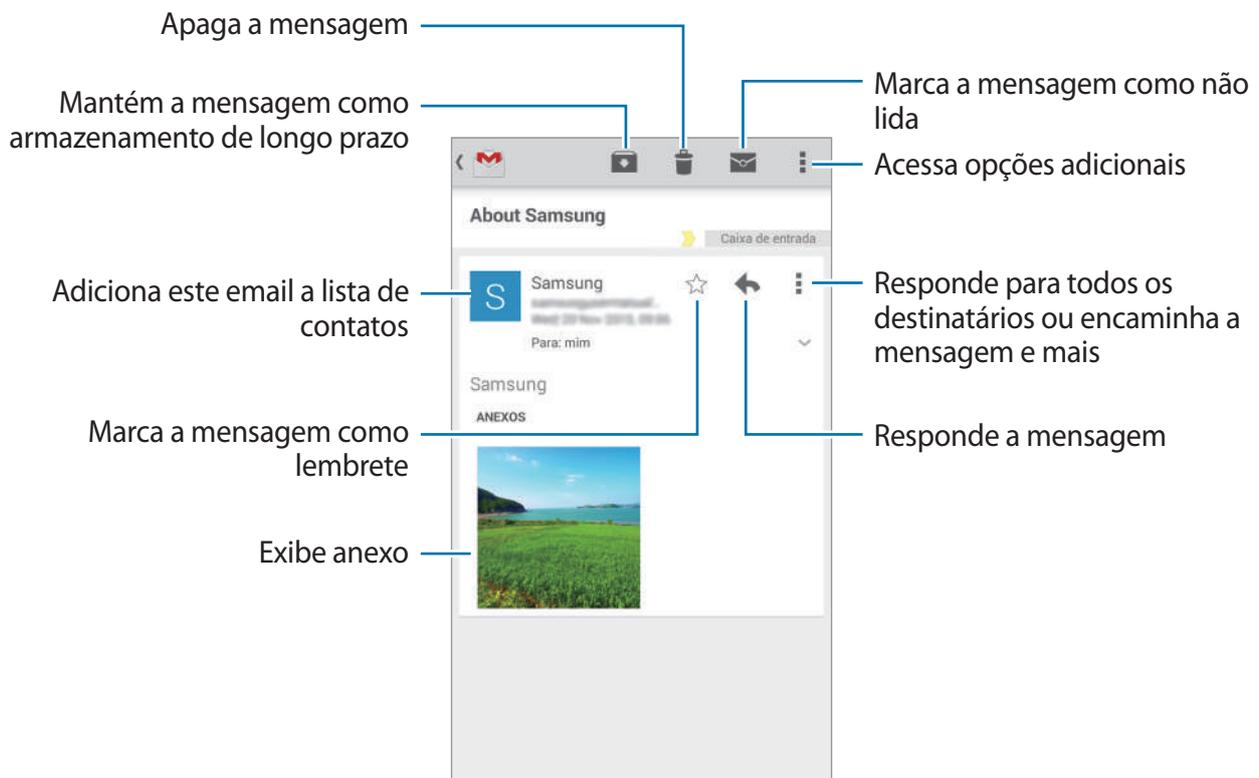 Apaga a mensagem
Mantém a mensagem como
armazenamento de longo prazo
Marca a mensagem como não
lida
Acessa opções adicionais
About Samsung
Caixa de entrada
Adiciona este email a lista de
contatos
S
Samsung
Para: mim
Responde para todos os
destinatários ou encaminha a
mensagem e mais
Samsung
ANEXOS
Marca a mensagem como
lembrete
Responde a mensagem
Exibe anexo